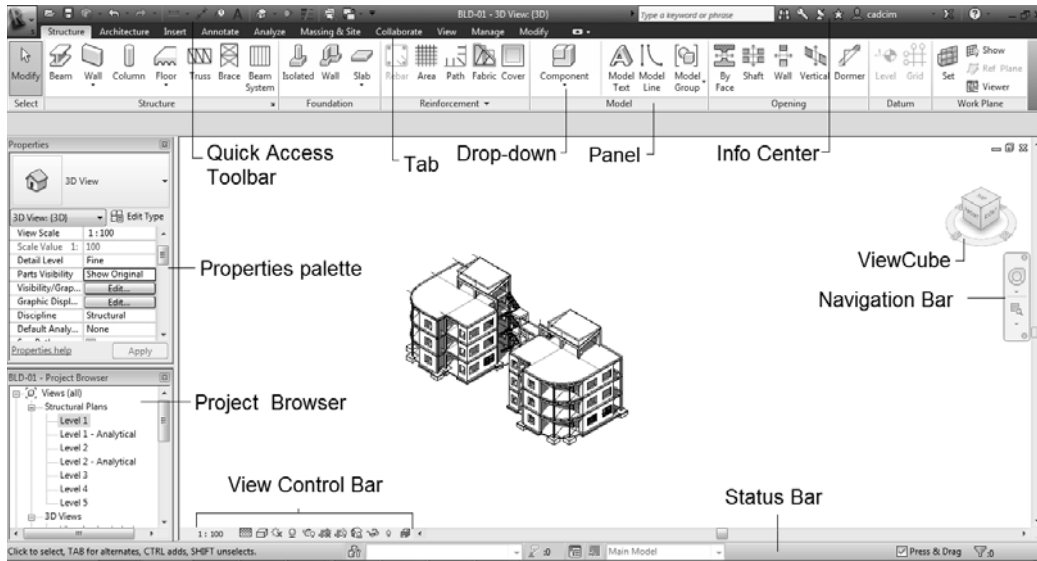 BLD-01 - 3D View: {3D}
Type a keyword or phrase
cadcim
Structure Architecture Insert Annotate Analyze Massing & Site Collaborate View Manage Modify
Modify Beam Wall Column Floor Truss Brace Beam System Isolated Wall Slab Rebar Area Path Fabric Cover Component Model Text Model Line Model Group By Face Shaft Wall Vertical Dormer Level Grid Set Show
Ref Plane
Viewer
Select Structure Foundation Reinforcement Model Opening Datum Work Plane
Quick Access Toolbar
Tab
Drop-down
Panel
Info Center
Properties
3D View
3D View: {3D} Edit Type
View Scale 1 : 100
Scale Value 1: 100
Detail Level Fine
Parts Visibility Show Original
Visibility/Grap... Edit...
Graphic Displ... Edit...
Discipline Structural
Default Analy... None
Properties help Apply
Properties palette
ViewCube
Navigation Bar
BLD-01 - Project Browser
Views (all)
Structural Plans
Level 1
Level 1 - Analytical
Level 2
Level 2 - Analytical
Level 3
Level 4
Level 5
3D Views
Project Browser
View Control Bar
Status Bar
1 : 100
Click to select, TAB for alternates, CTRL adds, SHIFT unselects.
:0
Main Model
Press & Drag
:0